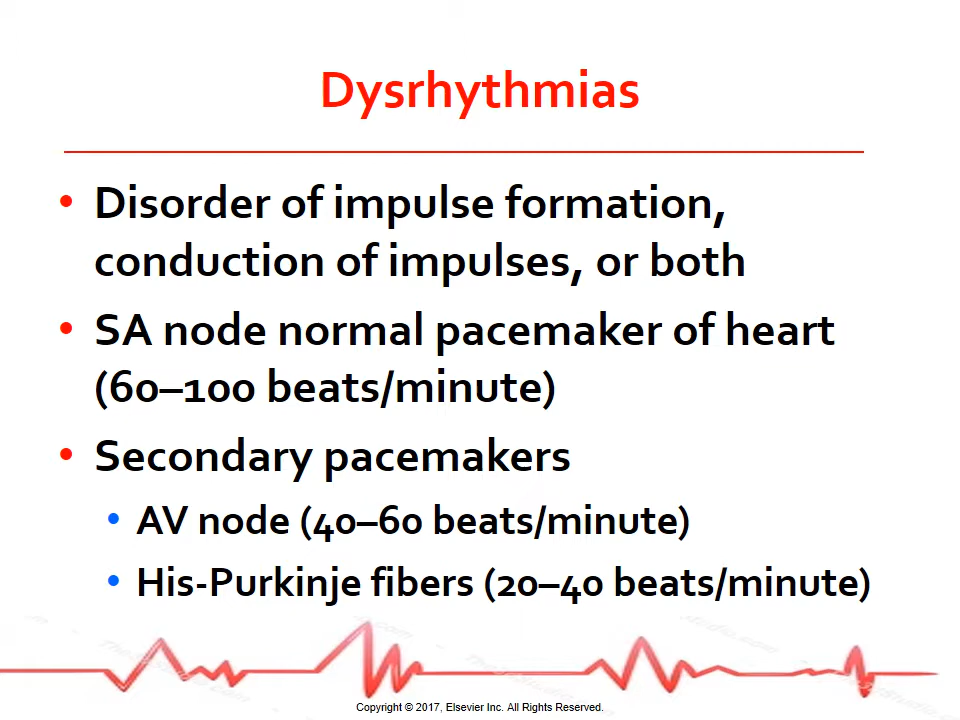 Dysrhythmias
• Disorder of impulse formation,
conduction of impulses, or both
• SA node normal pacemaker of heart
(60–100 beats/minute)
• Secondary pacemakers
• AV node (40–60 beats/minute)
• His-Purkinje fibers (20–40 beats/minute)
Copyright © 2017, Elsevier Inc. All Rights Reserved.